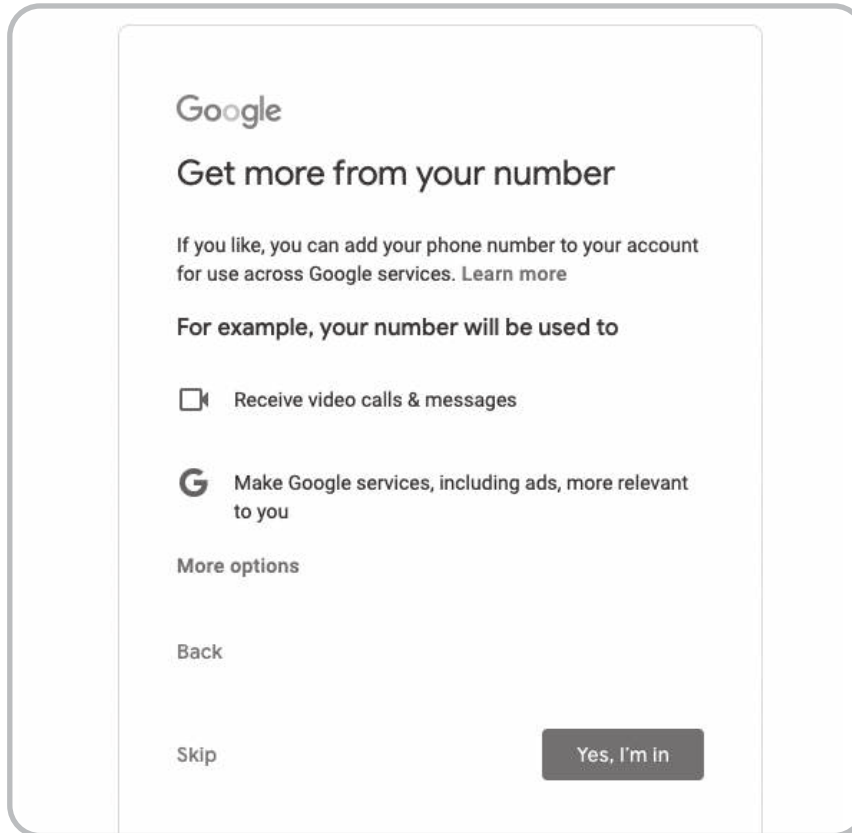 Google
Get more from your number
If you like, you can add your phone number to your account
for use across Google services. Learn more
For example, your number will be used to
Receive video calls & messages
G Make Google services, including ads, more relevant
to you
More options
Back
Skip
Yes, I'm in